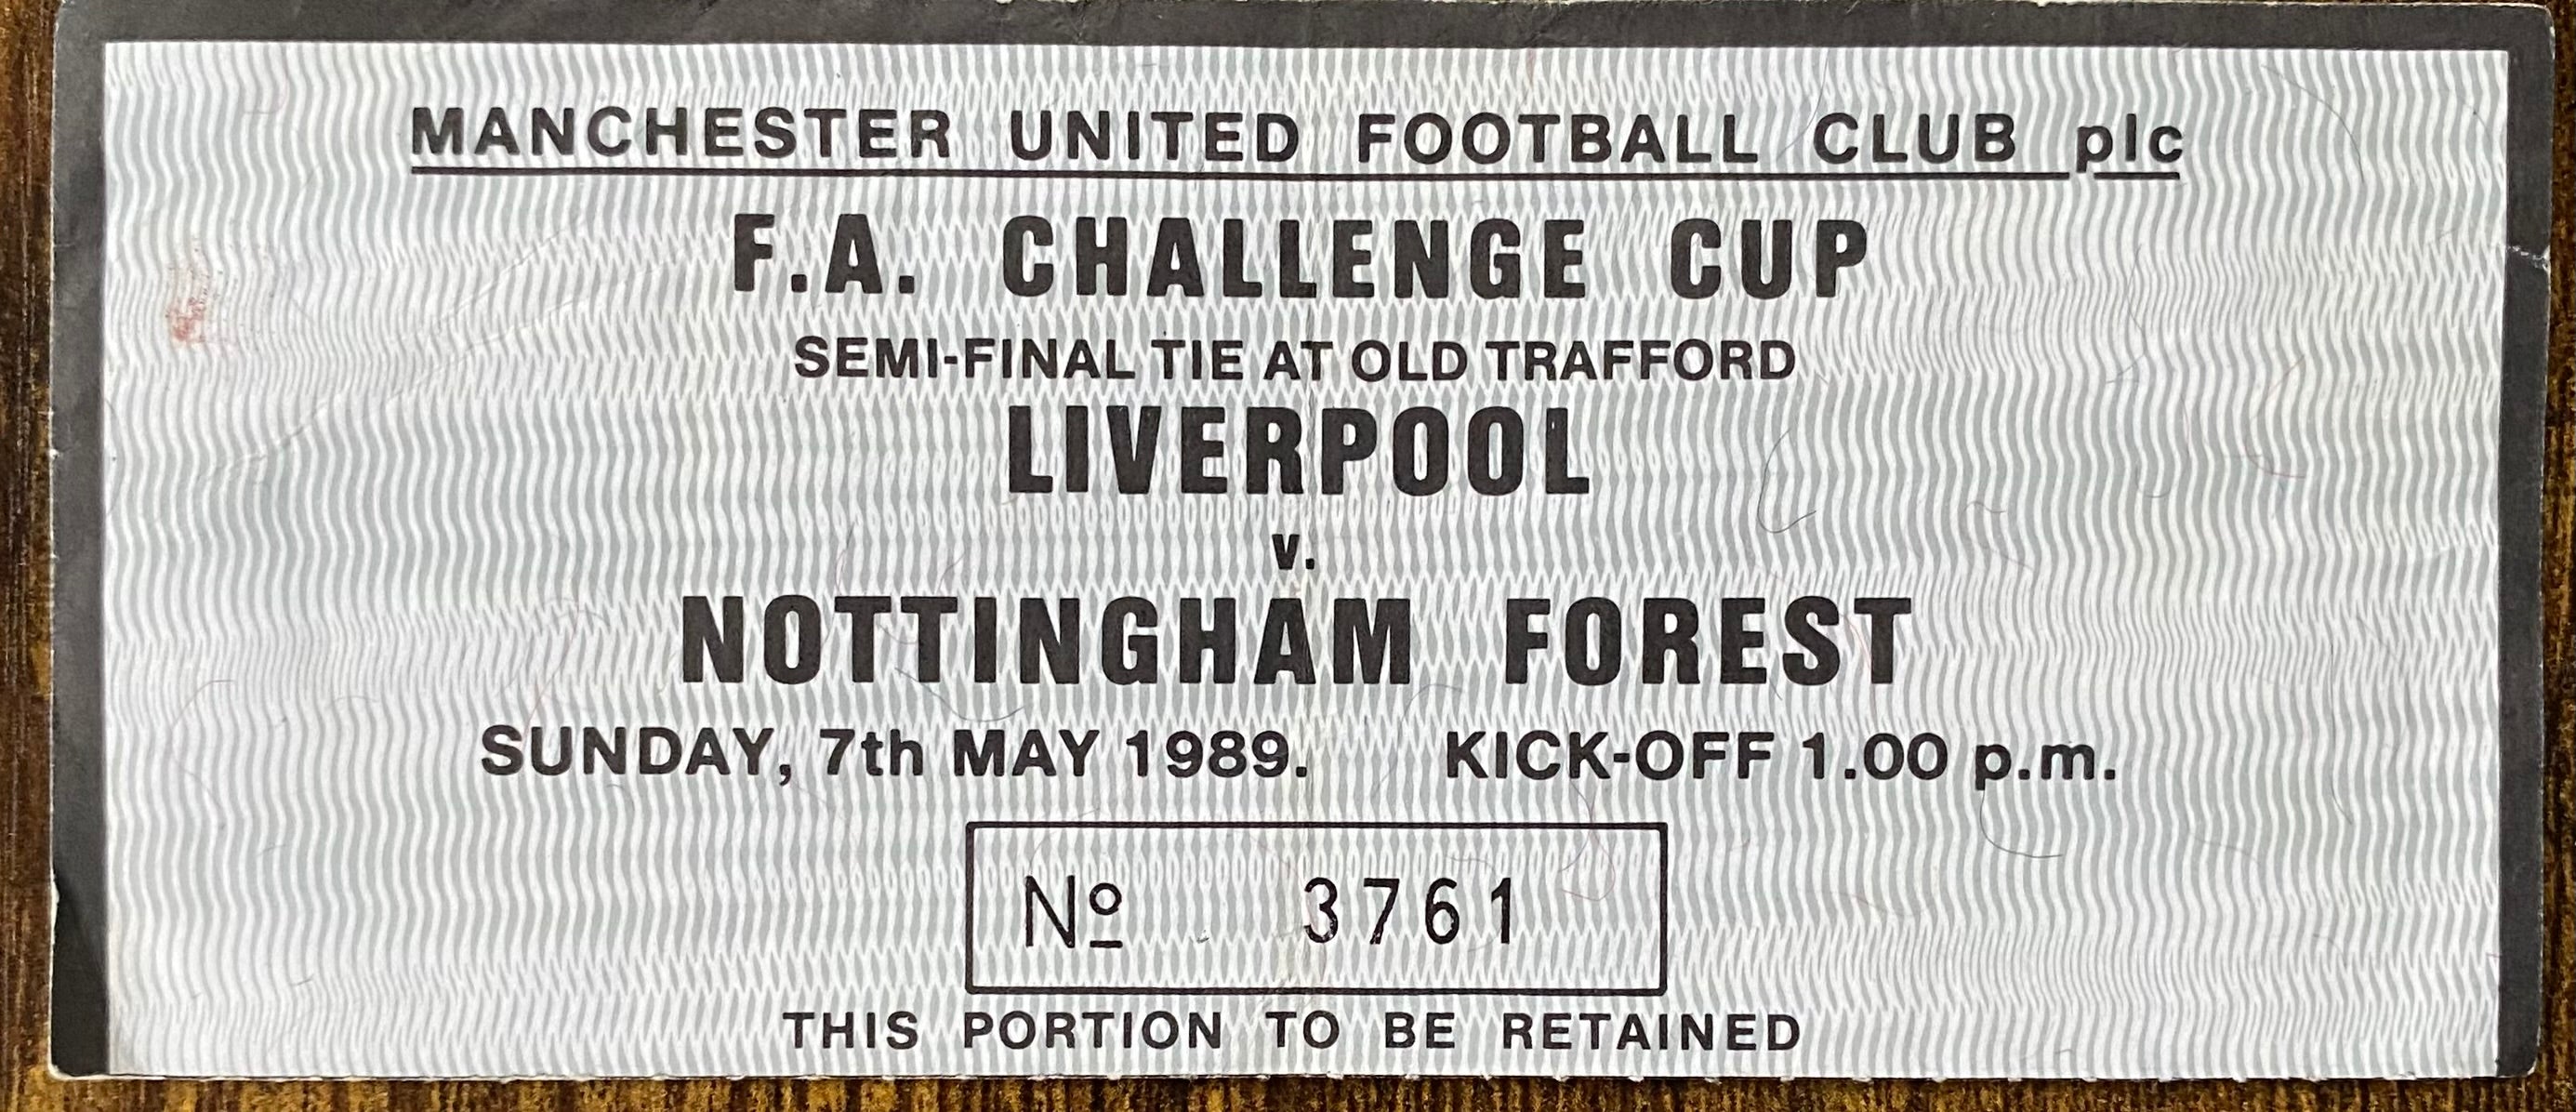 MANCHESTER UNITED FOOTBALL CLUB plc
F.A. CHALLENGE CUP
SEMI-FINAL TIE AT OLD TRAFFORD
LIVERPOOL
v.
NOTTINGHAM FOREST
SUNDAY, 7th MAY 1989. KICK-OFF 1.00 p.m.
Nº 3761
THIS PORTION TO BE RETAINED